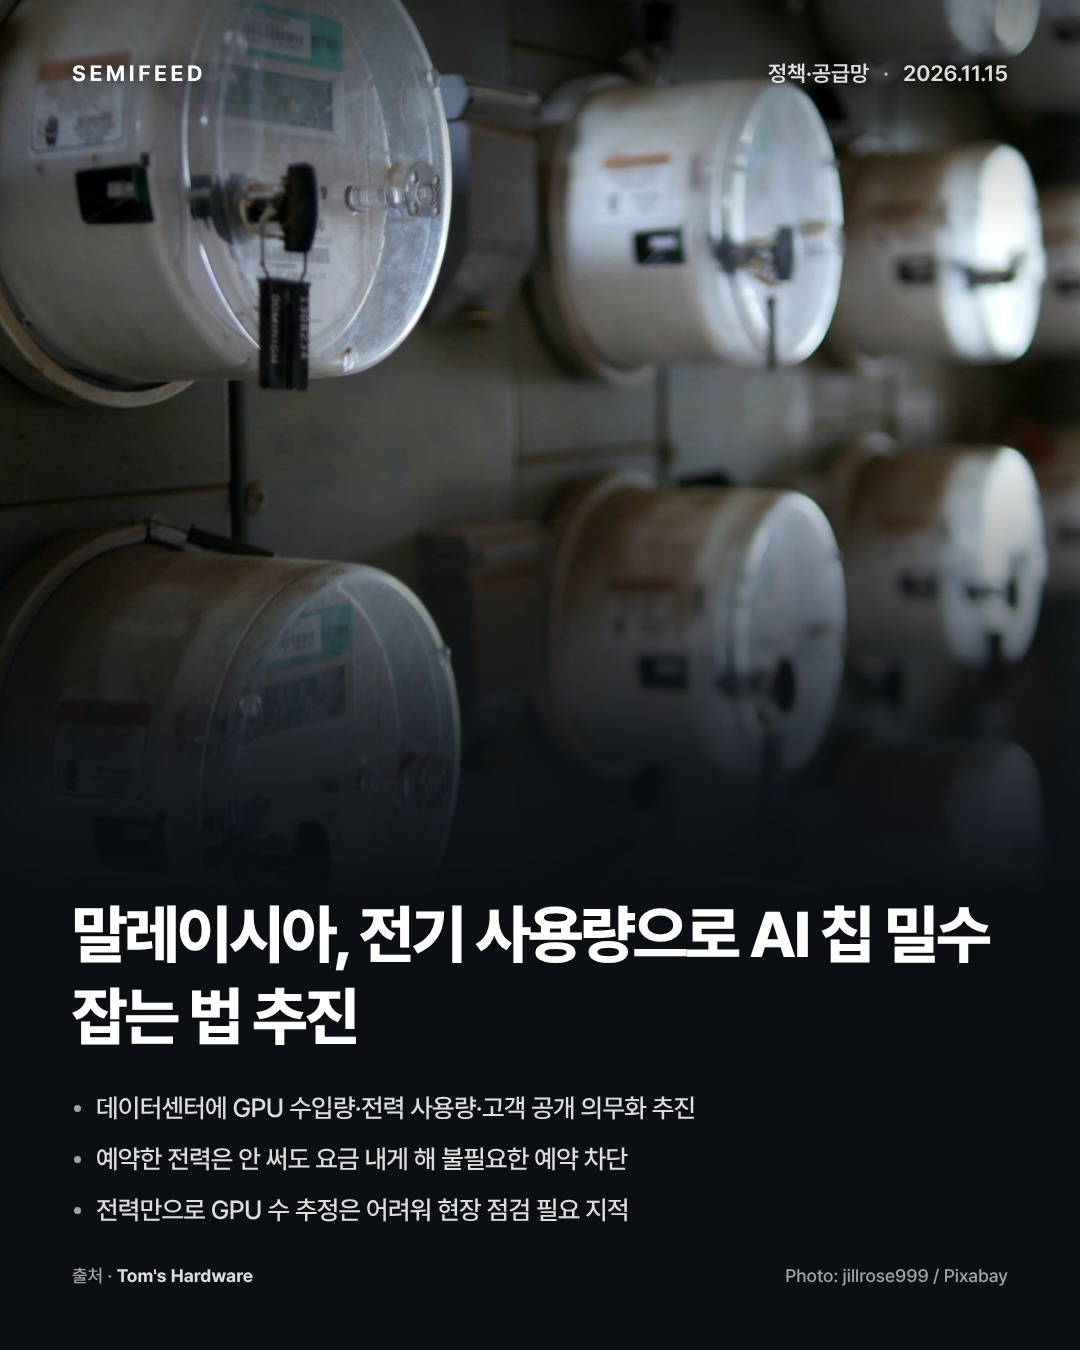 SEMIFEED
정책·공급망 · 2026.11.15
DOMINION
말레이시아, 전기 사용량으로 AI 칩 밀수
잡는 법 추진
• 데이터센터에 GPU 수입량·전력 사용량·고객 공개 의무화 추진
• 예약한 전력은 안 써도 요금 내게 해 불필요한 예약 차단
• 전력만으로 GPU 수 추정은 어려워 현장 점검 필요 지적
출처 · Tom's Hardware
Photo: jillrose999 / Pixabay